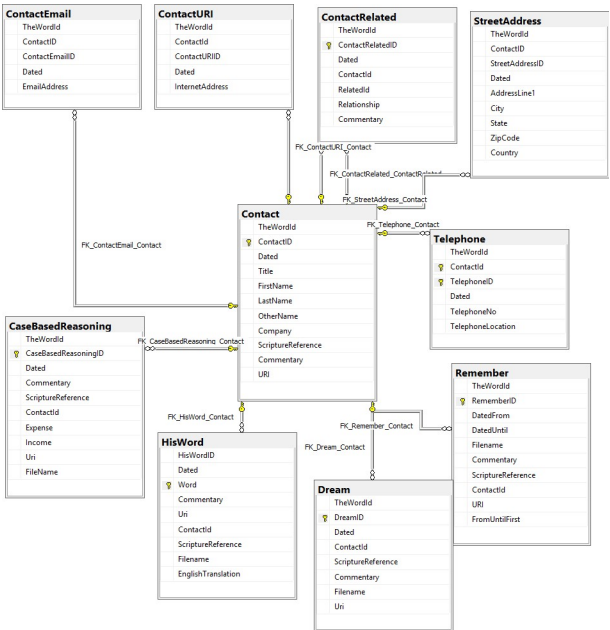 ContactEmail
TheWordId
ContactID
ContactEmailID
Dated
EmailAddress
ContactURI
TheWordId
ContactId
ContactURIID
Dated
InternetAddress
ContactRelated
TheWordId
ContactRelatedID
Dated
ContactId
RelatedId
Relationship
Commentary
StreetAddress
TheWordId
ContactID
StreetAddressID
Dated
AddressLine1
City
State
ZipCode
Country
FK_ContactURI_Contact
FK_ContactRelated_ContactRelated
FK_StreetAddress_Contact
FK_Telephone_Contact
FK_ContactEmail_Contact
Contact
TheWordId
ContactID
Dated
Title
FirstName
LastName
OtherName
Company
ScriptureReference
Commentary
URI
Telephone
TheWordId
ContactId
TelephoneID
Dated
TelephoneNo
TelephoneLocation
CaseBasedReasoning
TheWordId
CaseBasedReasoningID
Dated
Commentary
ScriptureReference
ContactId
Expense
Income
Uri
FileName
FK_CaseBasedReasoning_Contact
FK_HisWord_Contact
FK_Remember_Contact
FK_Dream_Contact
HisWord
HisWordID
Dated
Word
Commentary
Uri
ContactId
ScriptureReference
Filename
EnglishTranslation
Dream
TheWordId
DreamID
Dated
ContactId
ScriptureReference
Commentary
Filename
Uri
Remember
TheWordId
RememberID
DatedFrom
DatedUntil
Filename
Commentary
ScriptureReference
ContactId
URI
FromUntilFirst